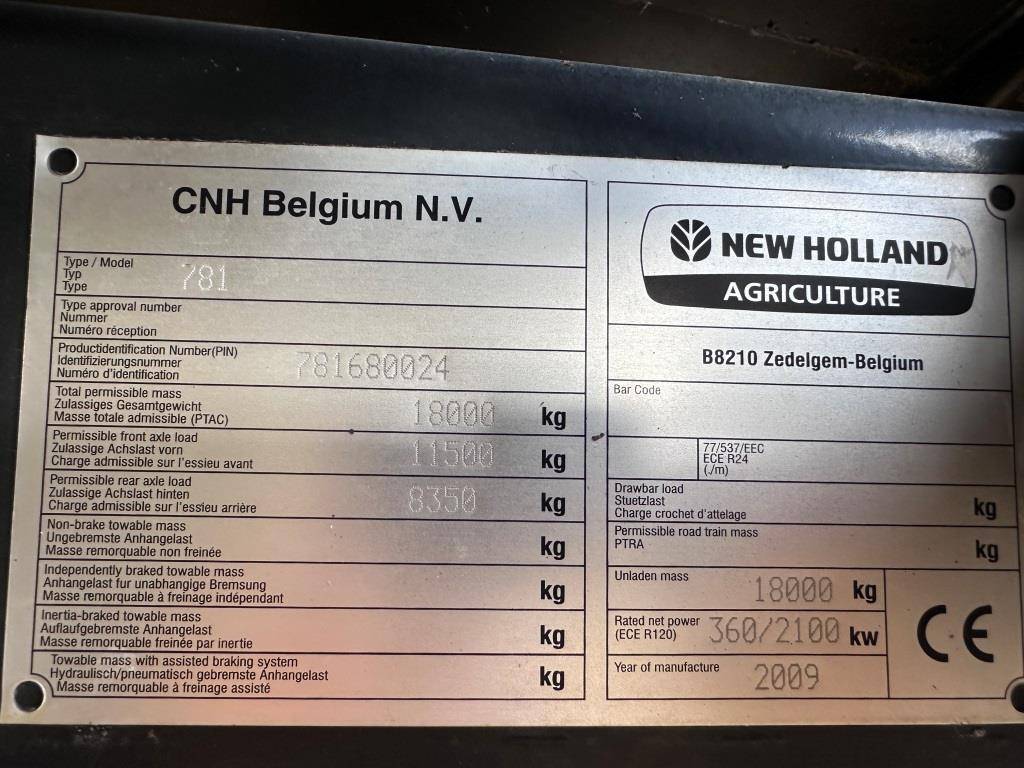 CNH Belgium N.V.
Type / Model
Typ
Type
781
Type approval number
Nummer
Numéro réception
Productidentification Number(PIN)
Identifizierungsnummer
Numéro d'identification
781680024
Total permissible mass
Zulassiges Gesamtgewicht
Masse totale admissible (PTAC)
18000 kg
Permissible front axle load
Zulassige Achslast vorn
Charge admissible sur l'essieu avant
11500 kg
Permissible rear axle load
Zulassige Achslast hinten
Charge admissible sur l'essieu arrière
8350 kg
Non-brake towable mass
Ungebremste Anhangelast
Masse remorquable non freinée
kg
Independently braked towable mass
Anhangelast fur unabhangige Bremsung
Masse remorquable à freinage indépendant
kg
Inertia-braked towable mass
Auflaufgebremste Anhangelast
Masse remorquable freinée par inertie
kg
Towable mass with assisted braking system
Hydraulisch/pneumatisch gebremste Anhangelast
Masse remorquable à freinage assisté
kg
NEW HOLLAND
AGRICULTURE
B8210 Zedelgem-Belgium
Bar Code
77/537/EEC
ECE R24
(./m)
Drawbar load
Stuetzlast
Charge crochet d'attelage
kg
Permissible road train mass
PTRA
kg
Unladen mass
18000 kg
Rated net power
(ECE R120)
360/2100 kw
Year of manufacture
2009
CE